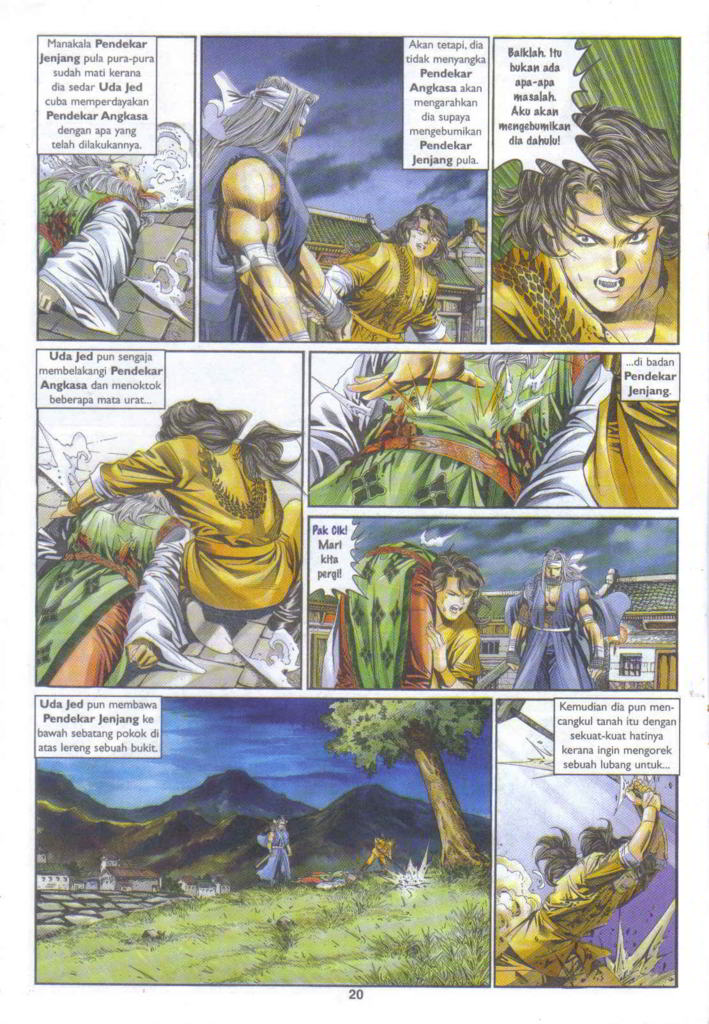 Manakala Pendekar
Jenjang pula pura-pura
sudah mati kerana
dia sedar Uda Jed
cuba memperdayakan
Pendekar Angkasa
dengan apa yang
telah dilakukannya.
Akan tetapi, dia
tidak menyangka
Pendekar
Angkasa akan
mengarahkan
dia supaya
mengebumikan
Pendekar
Jenjang pula.
Baiklah. Itu
bukan ada
apa-apa
masalah.
Aku akan
mengebumikan
dia dahulu!
Uda Jed pun sengaja
membelakangi Pendekar
Angkasa dan menotok
beberapa mata urat...
...di badan
Pendekar
Jenjang.
Pak Cik!
Mari
kita
pergi!
Uda Jed pun membawa
Pendekar Jenjang ke
bawah sebatang pokok di
atas lereng sebuah bukit.
Kemudian dia pun men-
cangkul tanah itu dengan
sekuat-kuat hatinya
kerana ingin mengorek
sebuah lubang untuk...
20